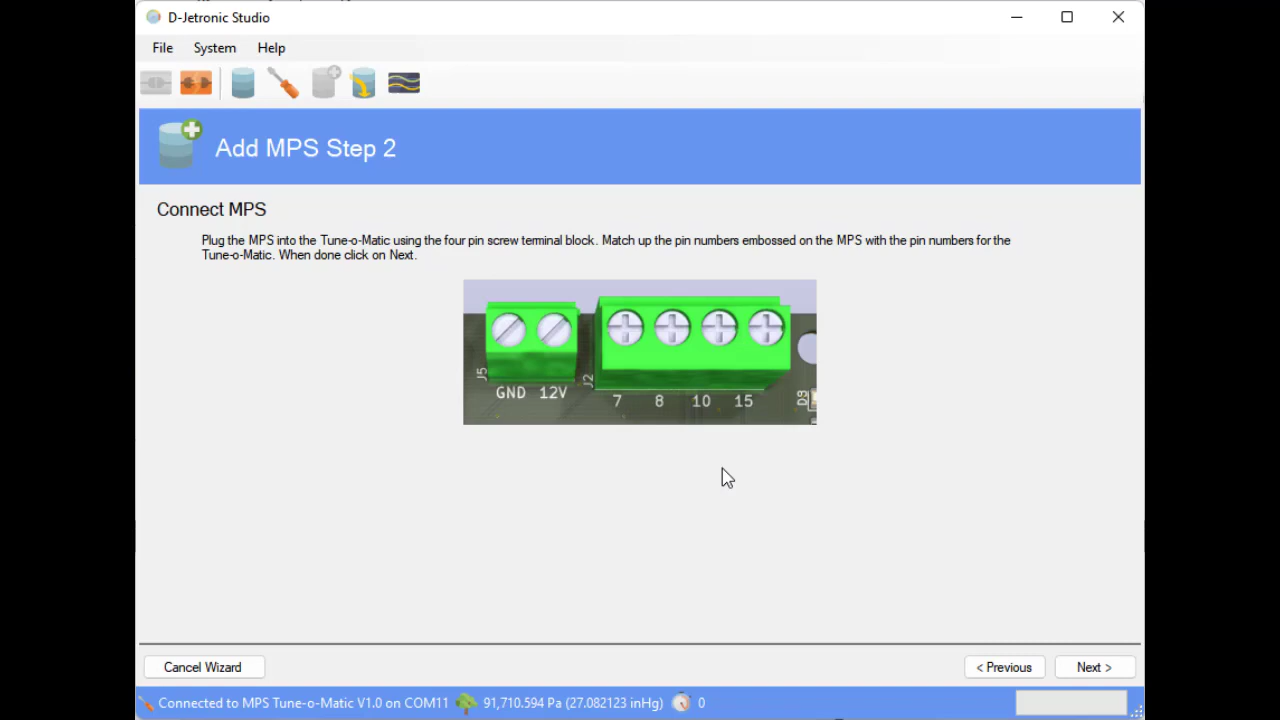 D-Jetronic Studio
File System Help
Add MPS Step 2
Connect MPS
Plug the MPS into the Tune-o-Matic using the four pin screw terminal block. Match up the pin numbers embossed on the MPS with the pin numbers for the
Tune-o-Matic. When done click on Next.
J5 J2
GND 12V 7 8 10 15 D9
Cancel Wizard < Previous Next >
Connected to MPS Tune-o-Matic V1.0 on COM11 91,710.594 Pa (27.082123 inHg) 0